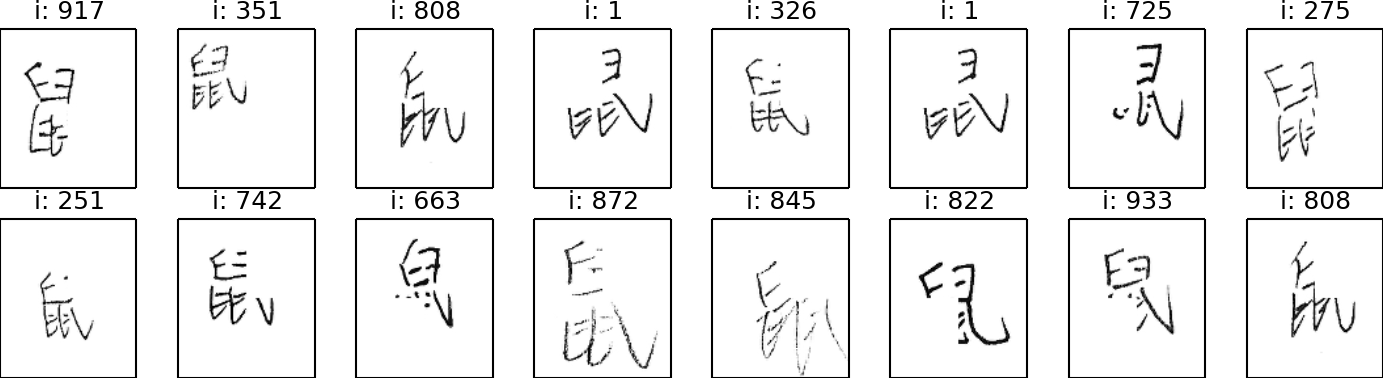 i: 917 i: 351 i: 808 i: 1 i: 326 i: 1 i: 725 i: 275
鼠 鼠 鼠 鼠 鼠 鼠 鼠 鼠
i: 251 i: 742 i: 663 i: 872 i: 845 i: 822 i: 933 i: 808
鼠 鼠 鼠 鼠 鼠 鼠 鼠 鼠